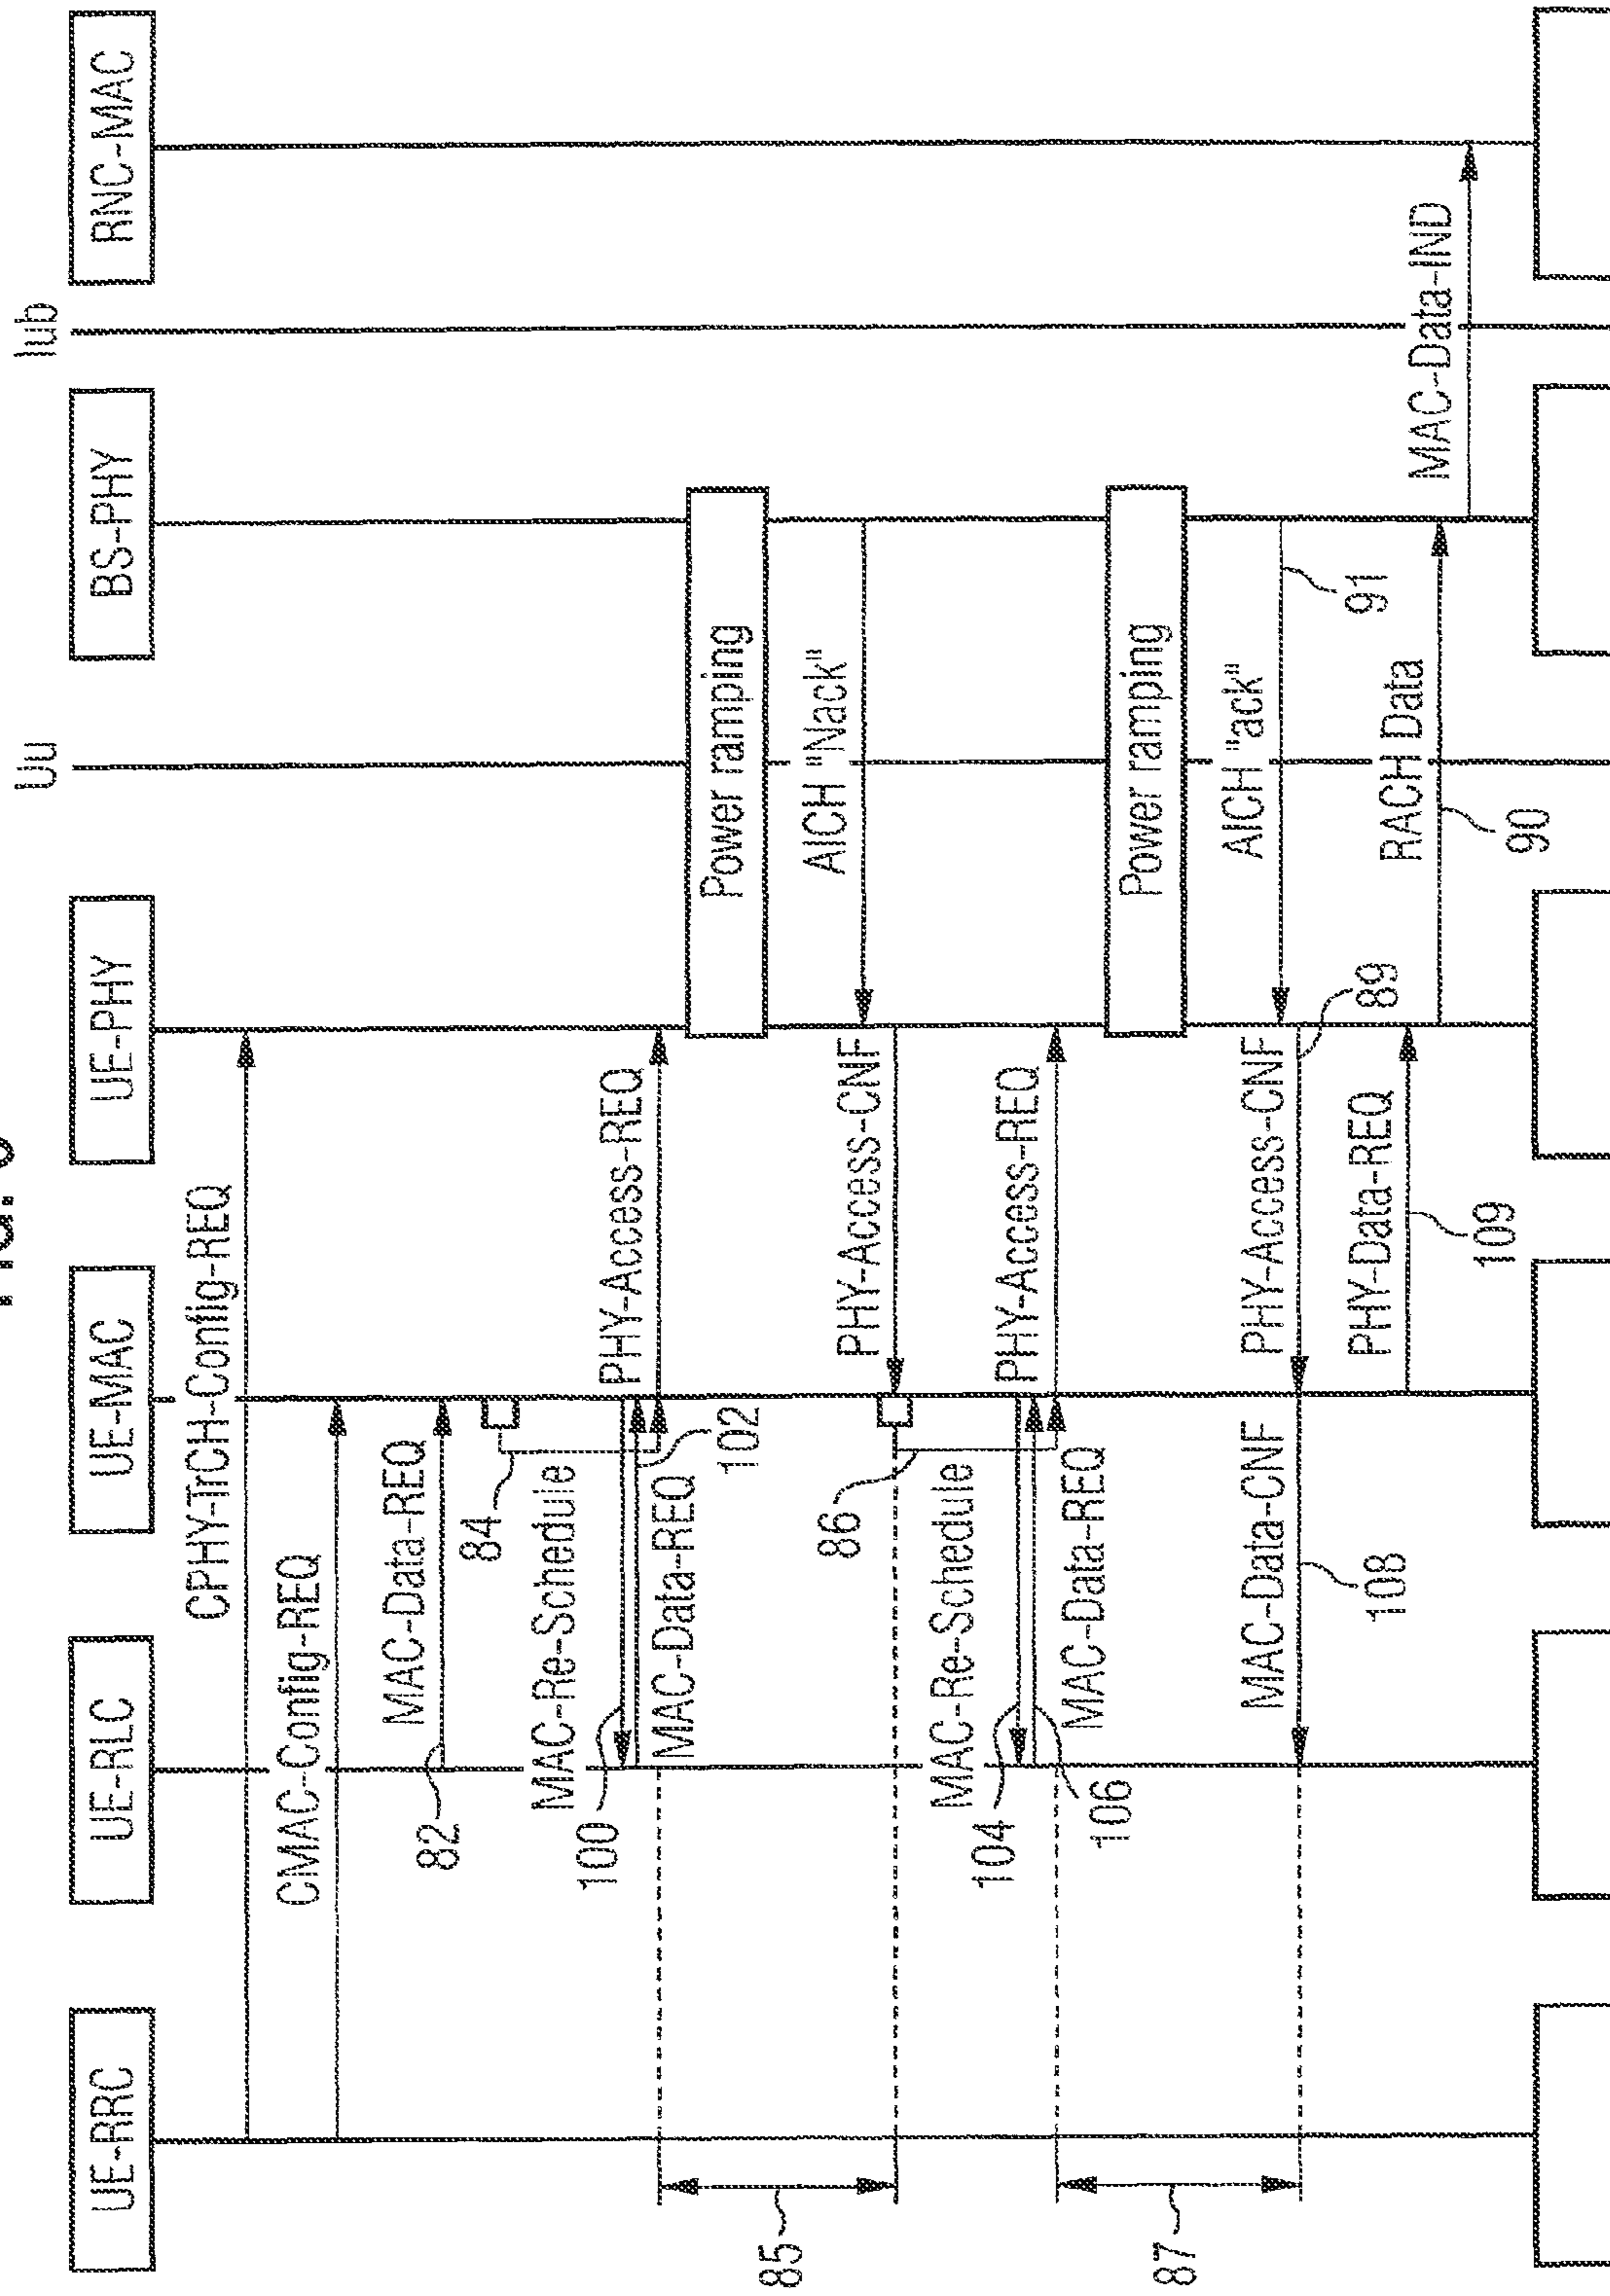 Uu
Iub
UE-RRC
UE-RLC
UE-MAC
UE-PHY
BS-PHY
RNC-MAC
CPHY-TrCH-Config-REQ
CMAC-Config-REQ
MAC-Data-REQ
82
84
MAC-Re-Schedule
100
MAC-Data-REQ
102
PHY-Access-REQ
Power ramping
85
AICH "Nack"
PHY-Access-CNF
86
MAC-Re-Schedule
104
106
MAC-Data-REQ
PHY-Access-REQ
Power ramping
87
AICH "ack"
91
PHY-Access-CNF
89
MAC-Data-CNF
108
PHY-Data-REQ
109
RACH Data
90
MAC-Data-IND